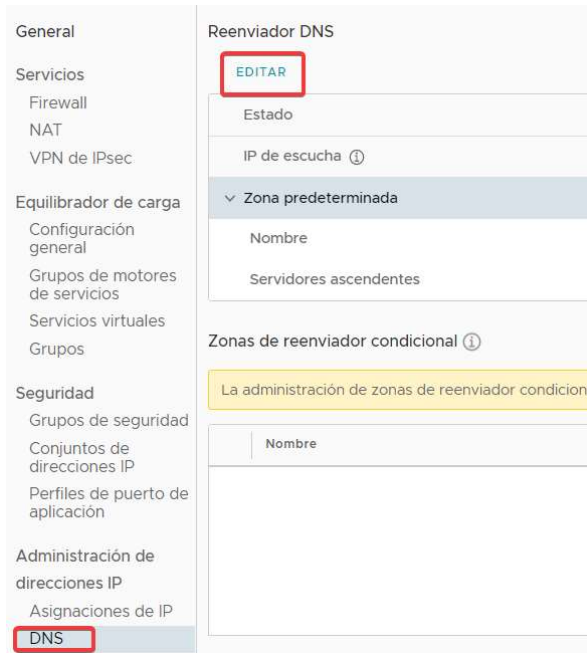 General
Servicios
Firewall
NAT
VPN de IPsec
Equilibrador de carga
Configuración
general
Grupos de motores
de servicios
Servicios virtuales
Grupos
Seguridad
Grupos de seguridad
Conjuntos de
direcciones IP
Perfiles de puerto de
aplicación
Administración de
direcciones IP
Asignaciones de IP
DNS
Reenviador DNS
EDITAR
Estado
IP de escucha
Zona predeterminada
Nombre
Servidores ascendentes
Zonas de reenviador condicional
La administración de zonas de reenviador condicion
Nombre